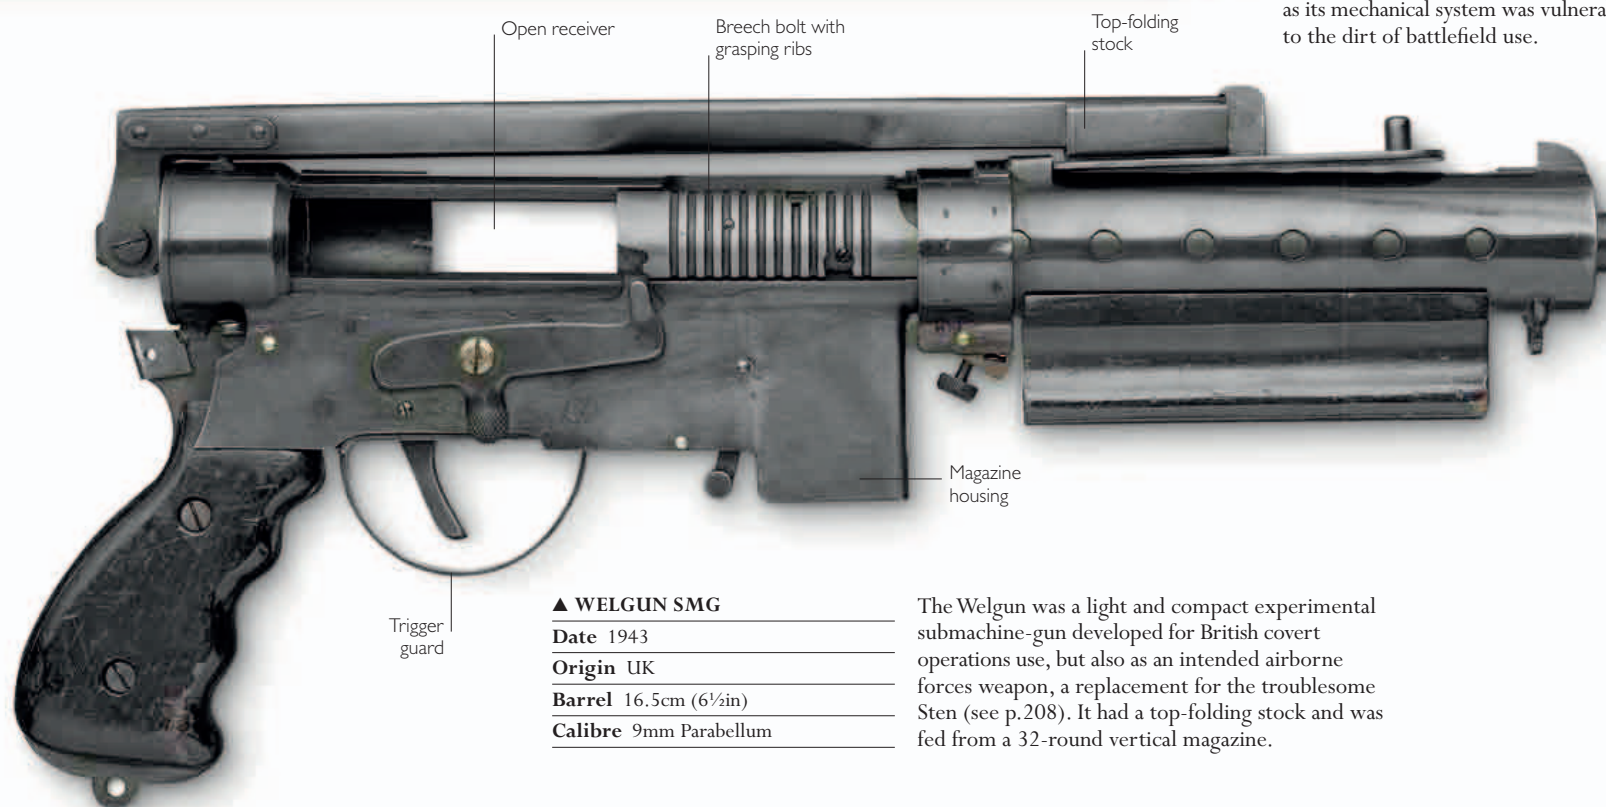 as its mechanical system was
to the dirt of battlefield use.
Open receiver
Breech bolt with
grasping ribs
Top-folding
stock
Magazine
housing
Trigger
guard
▲ WELGUN SMG
Date 1943
Origin UK
Barrel 16.5cm (6½in)
Calibre 9mm Parabellum
The Welgun was a light and compact experimental
submachine-gun developed for British covert
operations use, but also as an intended airborne
forces weapon, a replacement for the troublesome
Sten (see p.208). It had a top-folding stock and was
fed from a 32-round vertical magazine.